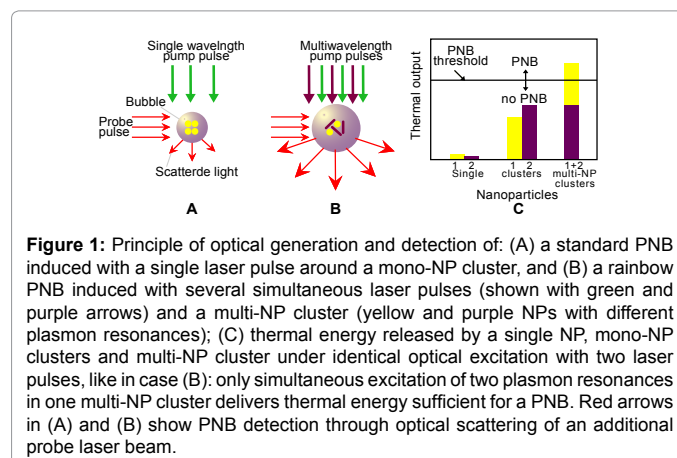 Single wavelngth
pump pulse
Bubble
Probe
pulse
Scatterde light
A
Multiwavelength
pump pulses
B
Thermal output
PNB
threshold
PNB
no PNB
1 2
Single
1 2
clusters
1+2
multi-NP
clusters
Nanoparticles
C
Figure 1: Principle of optical generation and detection of: (A) a standard PNB
induced with a single laser pulse around a mono-NP cluster, and (B) a rainbow
PNB induced with several simultaneous laser pulses (shown with green and
purple arrows) and a multi-NP cluster (yellow and purple NPs with different
plasmon resonances); (C) thermal energy released by a single NP, mono-NP
clusters and multi-NP cluster under identical optical excitation with two laser
pulses, like in case (B): only simultaneous excitation of two plasmon resonances
in one multi-NP cluster delivers thermal energy sufficient for a PNB. Red arrows
in (A) and (B) show PNB detection through optical scattering of an additional
probe laser beam.